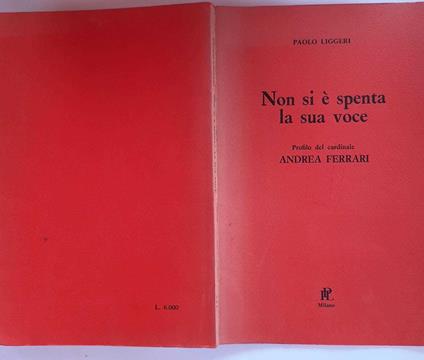 PAOLO LIGGERI
Non si è spenta
la sua voce
Profilo del cardinale
ANDREA FERRARI
Milano
L. 6.000